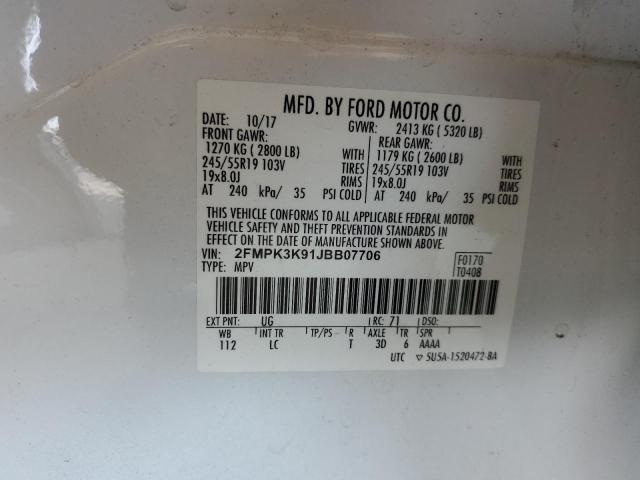 MFD. BY FORD MOTOR CO.
DATE: 10/17 GVWR: 2413 KG ( 5320 LB)
FRONT GAWR: REAR GAWR:
1270 KG ( 2800 LB) WITH 1179 KG ( 2600 LB) WITH
245/55R19 103V TIRES 245/55R19 103V TIRES
19x8.0J RIMS 19x8.0J RIMS
AT 240 kPa/ 35 PSI COLD AT 240 kPa/ 35 PSI COLD
THIS VEHICLE CONFORMS TO ALL APPLICABLE FEDERAL MOTOR
VEHICLE SAFETY AND THEFT PREVENTION STANDARDS IN
EFFECT ON THE DATE OF MANUFACTURE SHOWN ABOVE.
VIN: 2FMPK3K91JBB07706 F0170
TYPE: MPV T0408
EXT PNT: UG RC: 71 DSO:
WB INT TR TP/PS R AXLE TR SPR
112 LC T 3D 6 AAAA
UTC ▽ 5U5A-1520472-BA